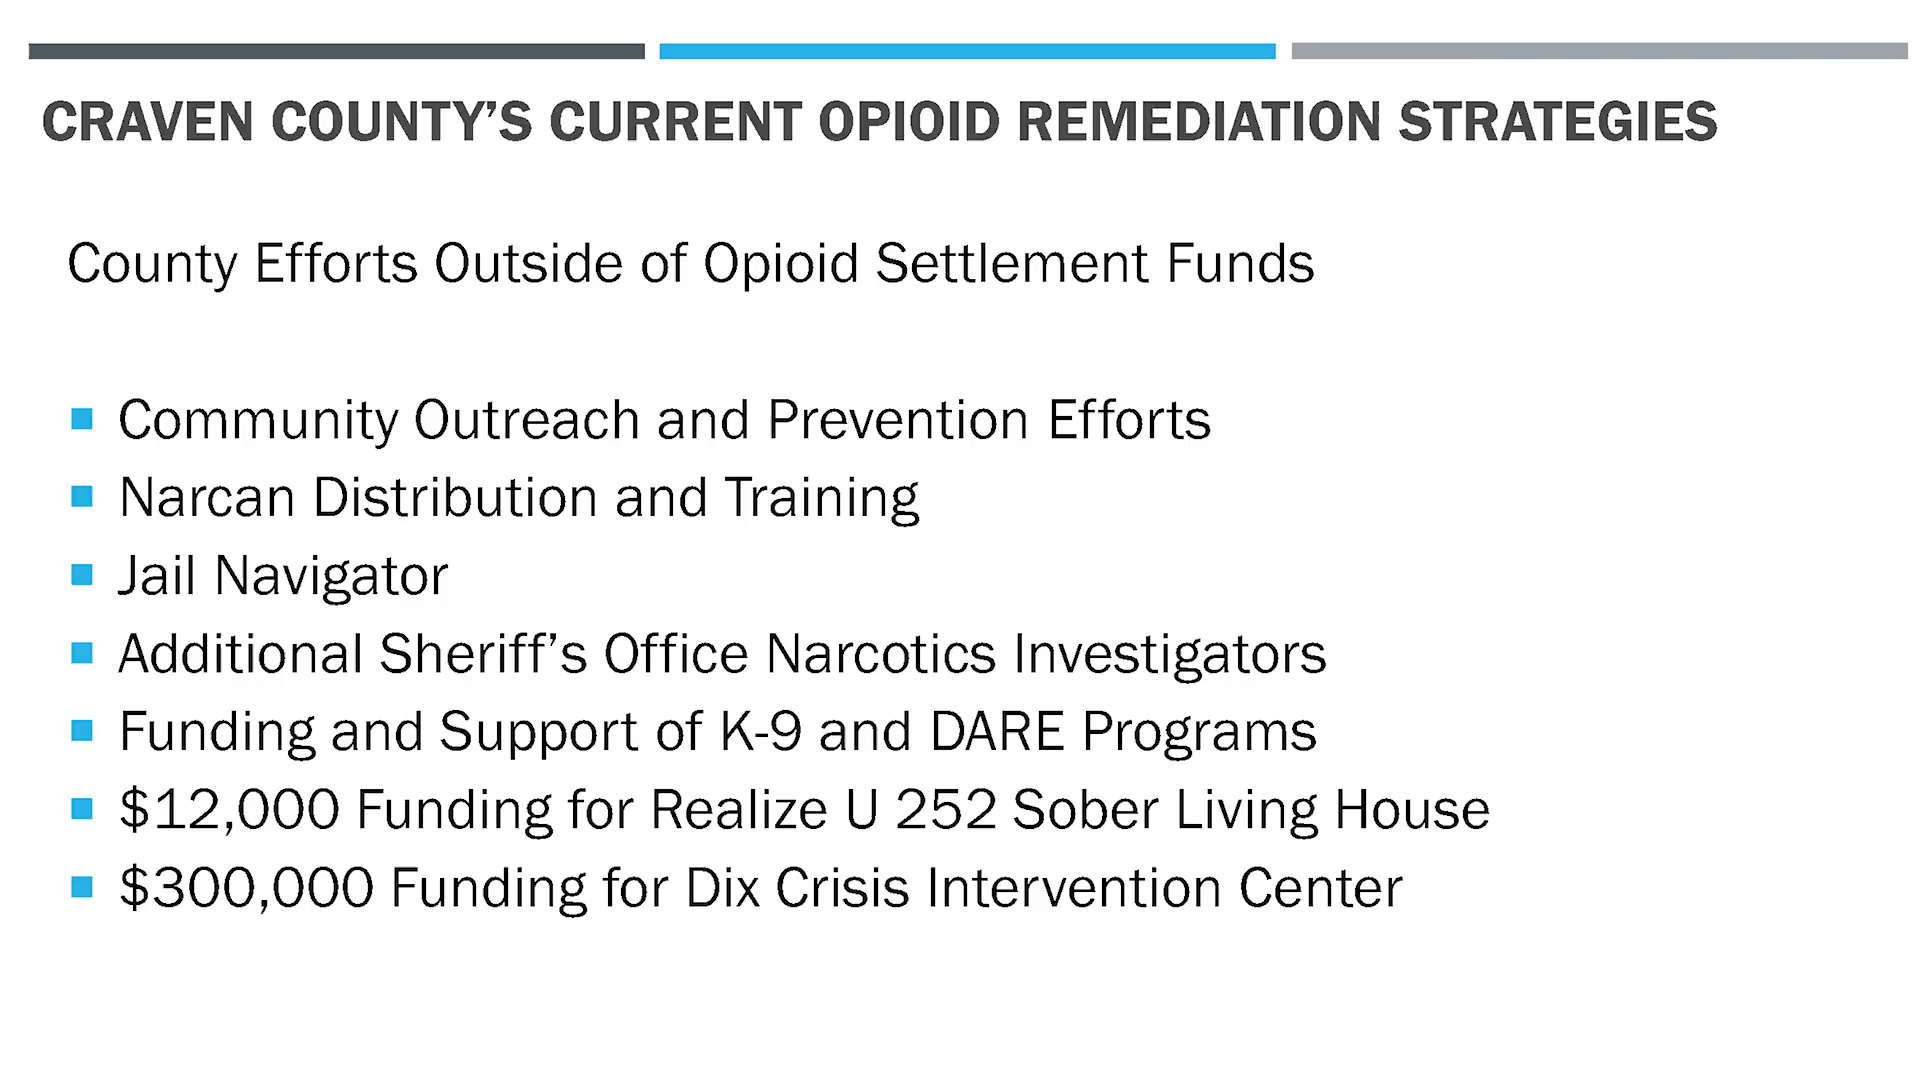 CRAVEN COUNTY’S CURRENT OPIOID REMEDIATION STRATEGIES
County Efforts Outside of Opioid Settlement Funds
Community Outreach and Prevention Efforts
Narcan Distribution and Training
Jail Navigator
Additional Sheriff’s Office Narcotics Investigators
Funding and Support of K-9 and DARE Programs
$12,000 Funding for Realize U 252 Sober Living House
$300,000 Funding for Dix Crisis Intervention Center